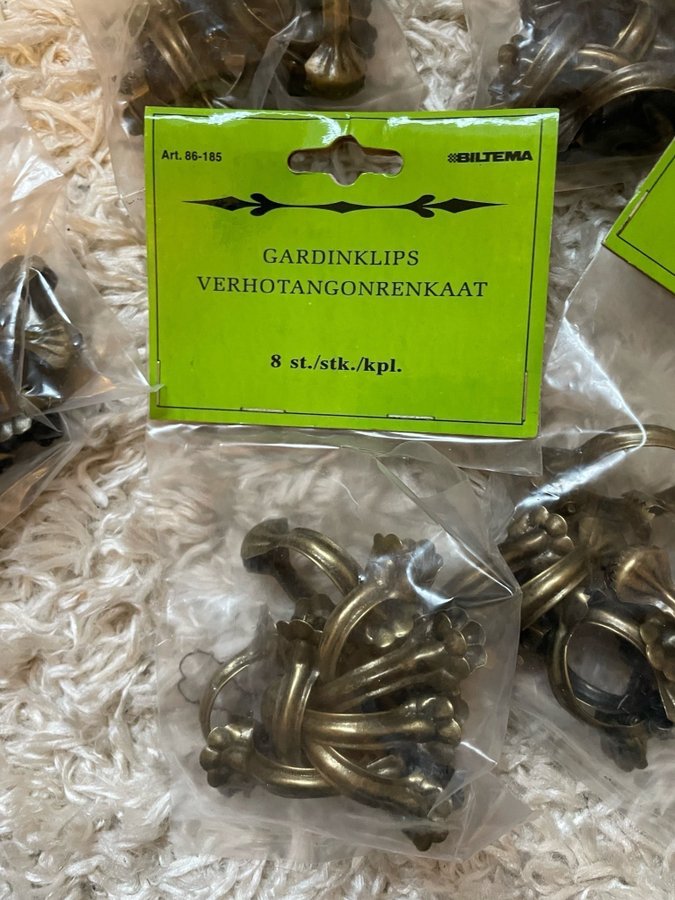 Art. 86-185
BILTEMA
GARDINKLIPS
VERHOTANGONRENKAAT
8 st./stk./kpl.